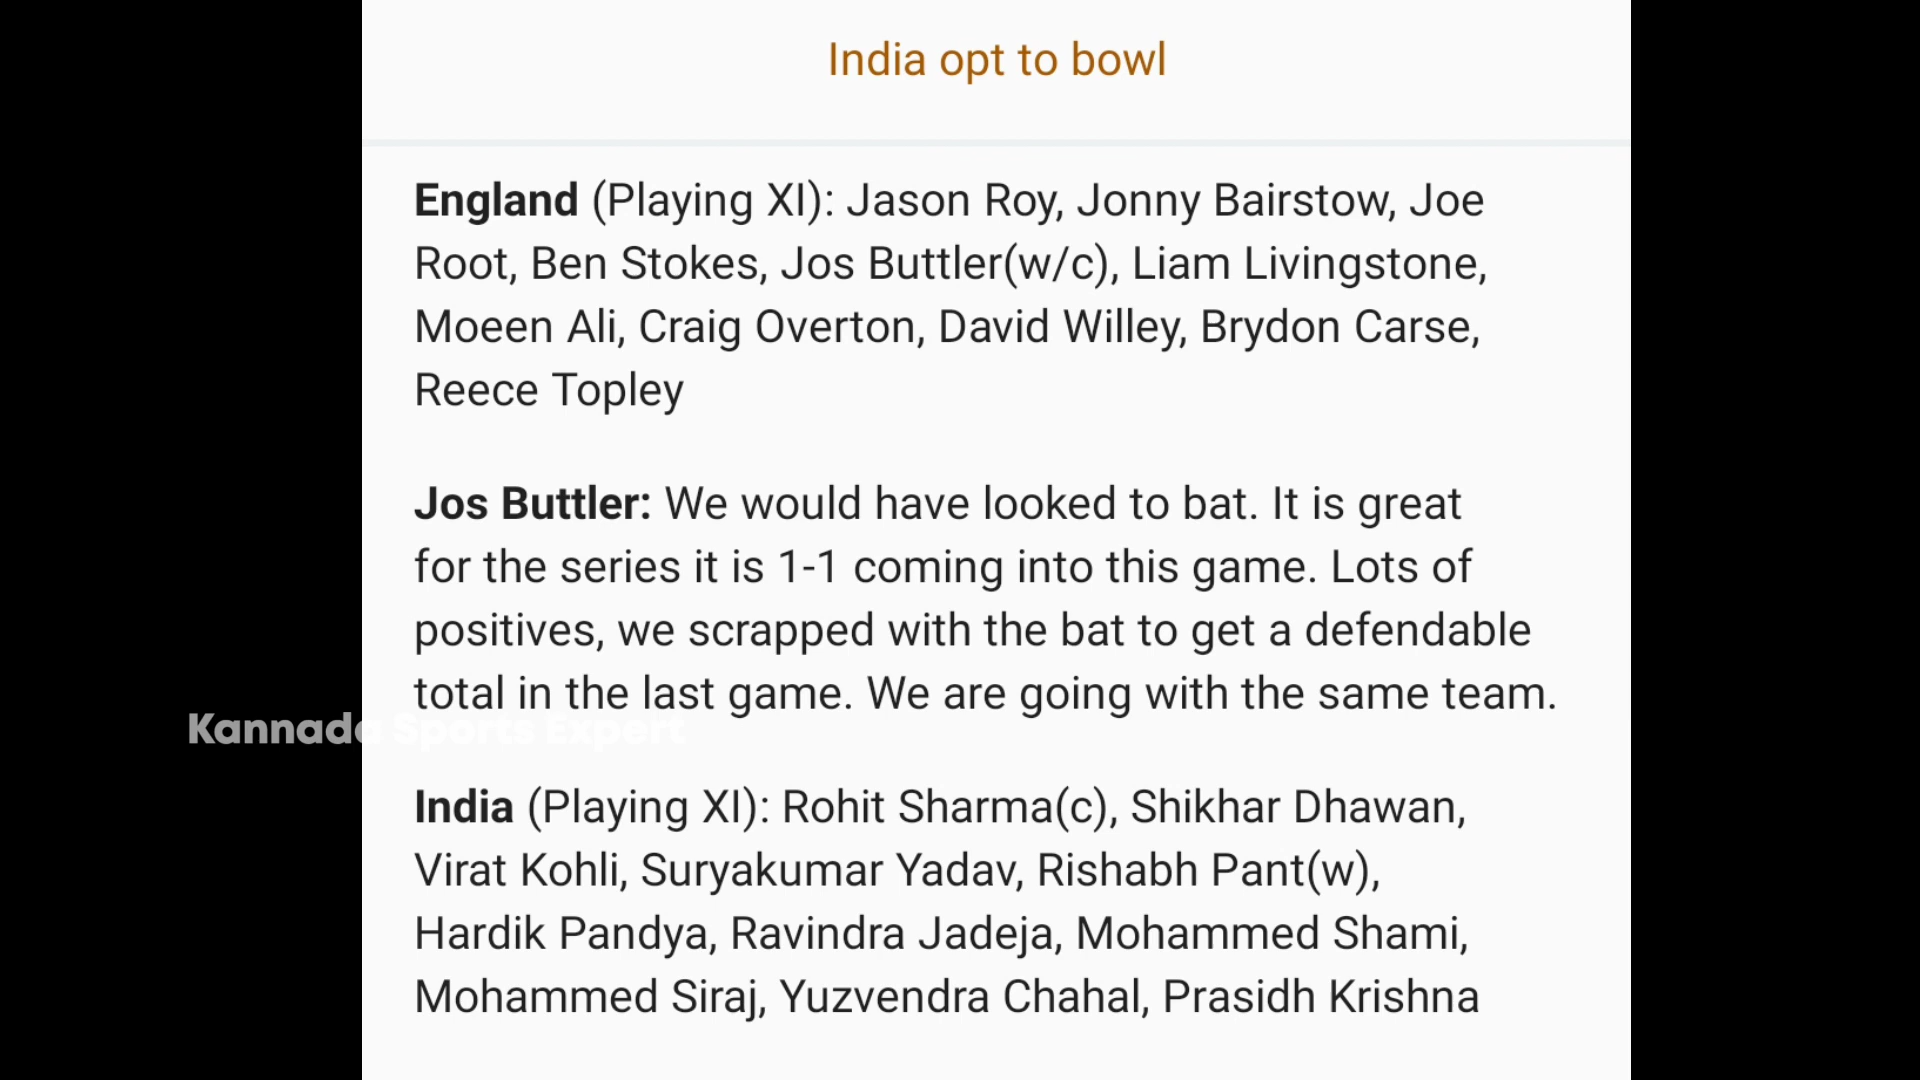 India opt to bowl
England (Playing XI): Jason Roy, Jonny Bairstow, Joe
Root, Ben Stokes, Jos Buttler(w/c), Liam Livingstone,
Moeen Ali, Craig Overton, David Willey, Brydon Carse,
Reece Topley
Jos Buttler: We would have looked to bat. It is great
for the series it is 1-1 coming into this game. Lots of
positives, we scrapped with the bat to get a defendable
total in the last game. We are going with the same team.
Kannada Sports Expert
India (Playing XI): Rohit Sharma(c), Shikhar Dhawan,
Virat Kohli, Suryakumar Yadav, Rishabh Pant(w),
Hardik Pandya, Ravindra Jadeja, Mohammed Shami,
Mohammed Siraj, Yuzvendra Chahal, Prasidh Krishna